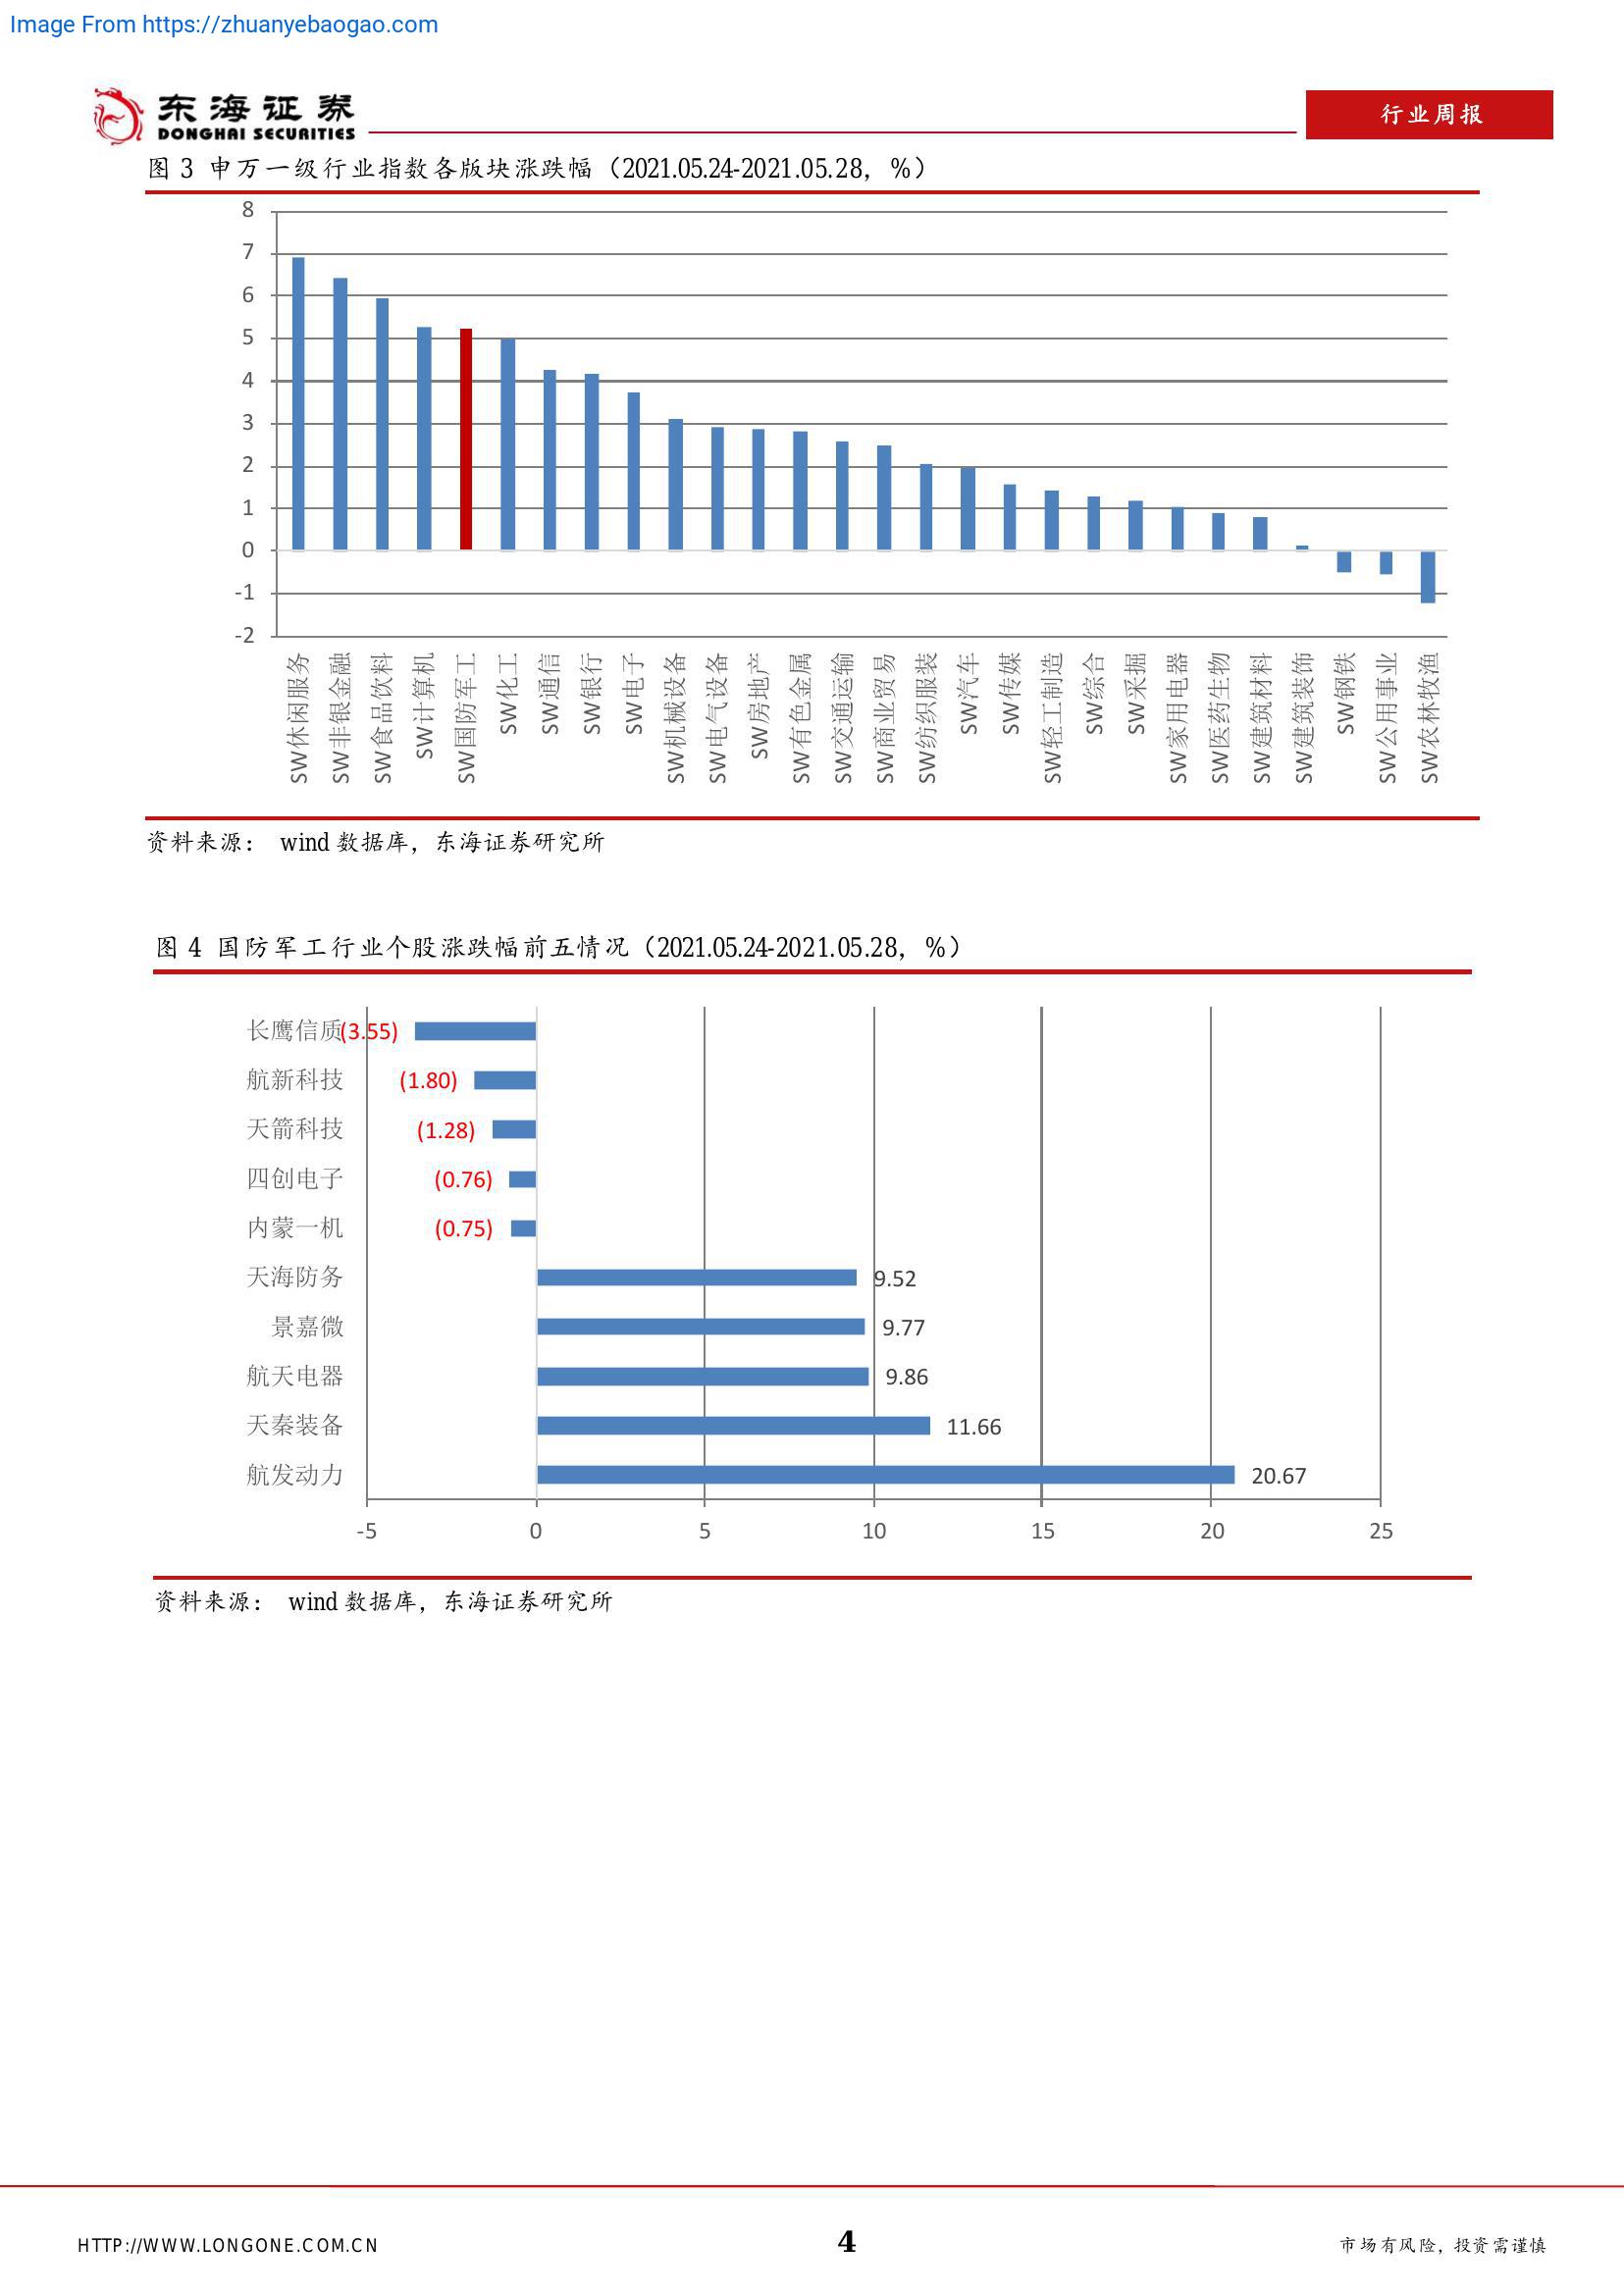 Image From https://zhuanyebaogao.com
东海证券
DONGHAI SECURITIES
行业周报
图 3 申万一级行业指数各版块涨跌幅（2021.05.24-2021.05.28，%）
8
7
6
5
4
3
2
1
0
-1
-2
SW休闲服务
SW非银金融
SW食品饮料
SW计算机
SW国防军工
SW化工
SW通信
SW银行
SW电子
SW机械设备
SW电气设备
SW房地产
SW有色金属
SW交通运输
SW商业贸易
SW纺织服装
SW汽车
SW传媒
SW轻工制造
SW综合
SW采掘
SW家用电器
SW医药生物
SW建筑材料
SW建筑装饰
SW钢铁
SW公用事业
SW农林牧渔
资料来源： wind 数据库，东海证券研究所
图 4 国防军工行业个股涨跌幅前五情况（2021.05.24-2021.05.28，%）
长鹰信质 (3.55)
航新科技 (1.80)
天箭科技 (1.28)
四创电子 (0.76)
内蒙一机 (0.75)
天海防务 9.52
景嘉微 9.77
航天电器 9.86
天秦装备 11.66
航发动力 20.67
-5 0 5 10 15 20 25
资料来源： wind 数据库，东海证券研究所
HTTP://WWW.LONGONE.COM.CN 4 市场有风险，投资需谨慎